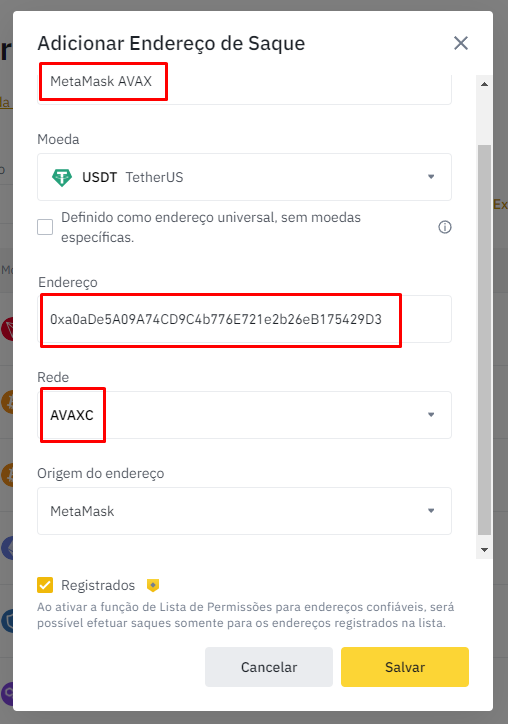 Adicionar Endereço de Saque
MetaMask AVAX
Moeda
USDT TetherUS
Definido como endereço universal, sem moedas
específicas.
Endereço
0xa0aDe5A09A74CD9C4b776E721e2b26eB175429D3
Rede
AVAXC
Origem do endereço
MetaMask
Registrados
Ao ativar a função de Lista de Permissões para endereços confiáveis, será
possível efetuar saques somente para os endereços registrados na lista.
Cancelar
Salvar